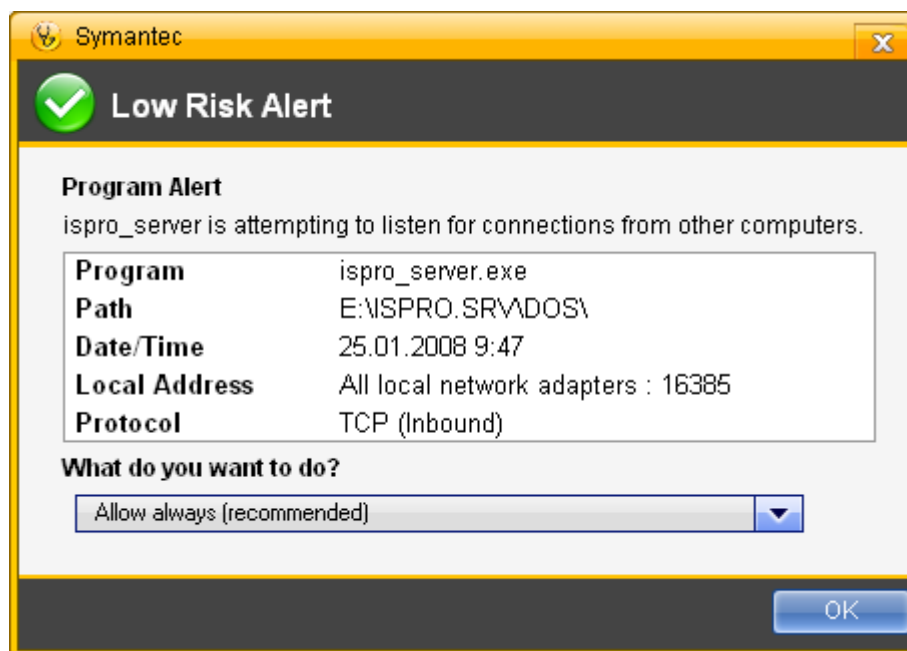 Symantec
Low Risk Alert
Program Alert
ispro_server is attempting to listen for connections from other computers.
Program ispro_server.exe
Path E:\ISPRO.SRV\DOS\
Date/Time 25.01.2008 9:47
Local Address All local network adapters : 16385
Protocol TCP (Inbound)
What do you want to do?
Allow always (recommended)
OK